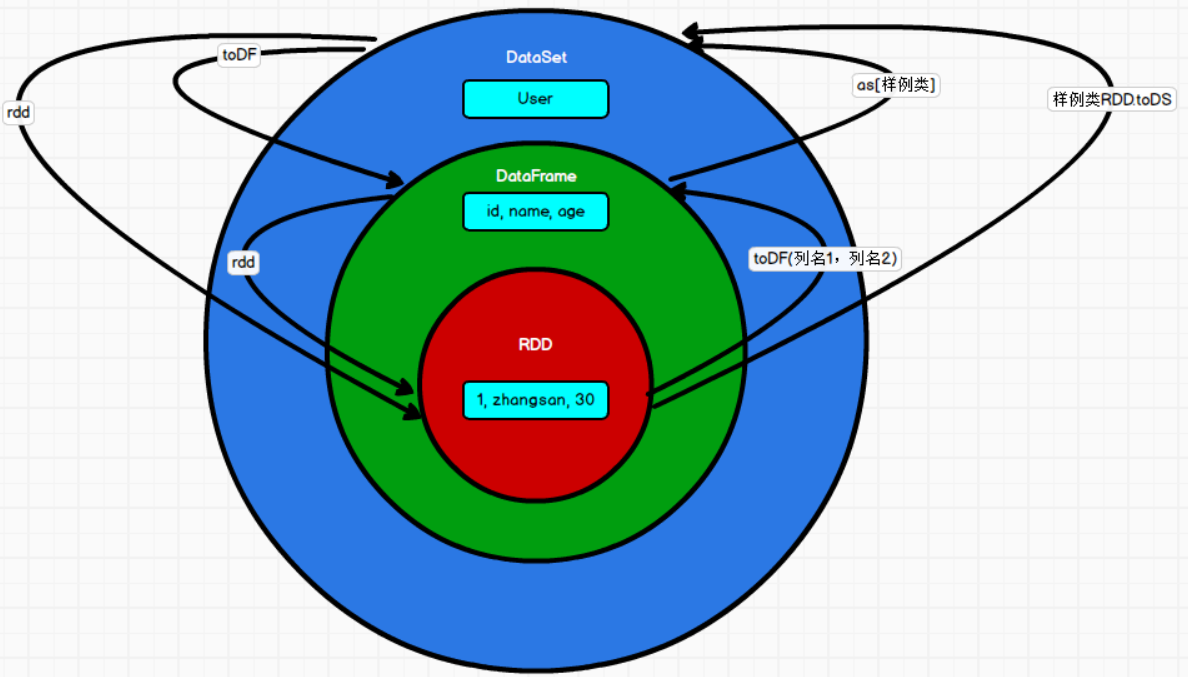 DataSet
toDF
User
as[样例类]
样例类RDD.toDS
rdd
DataFrame
id, name, age
rdd
toDF(列名1，列名2)
RDD
1, zhangsan, 30